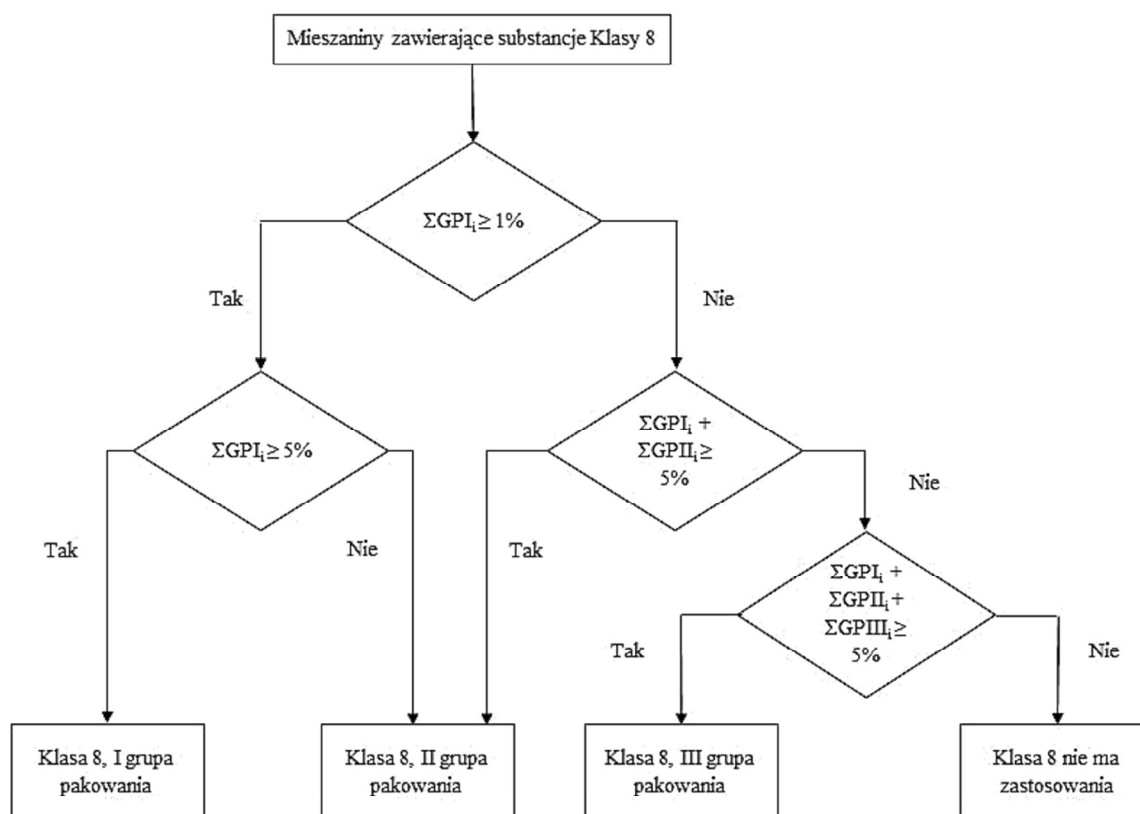 Mieszaniny zawierające substancje Klasy 8
ΣGPIᵢ ≥ 1%
Tak
Nie
ΣGPIᵢ ≥ 5%
ΣGPIᵢ +
ΣGPIIᵢ ≥
5%
Tak
Nie
Tak
Nie
ΣGPIᵢ +
ΣGPIIᵢ +
ΣGPIIIᵢ ≥
5%
Tak
Nie
Klasa 8, I grupa
pakowania
Klasa 8, II grupa
pakowania
Klasa 8, III grupa
pakowania
Klasa 8 nie ma
zastosowania